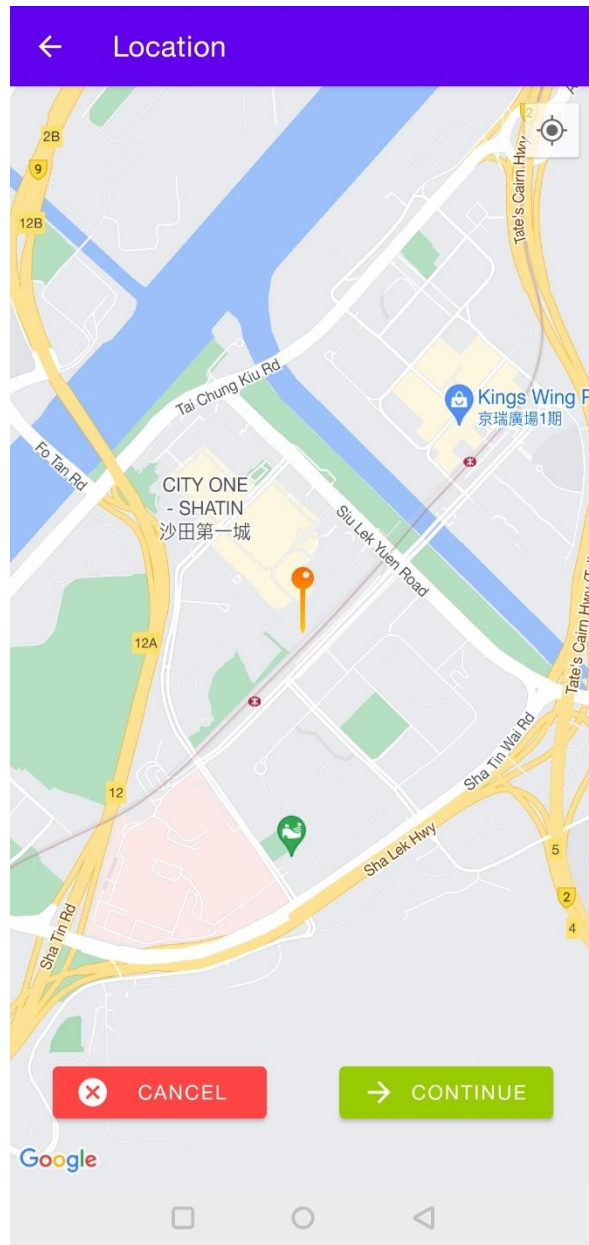 Location
2B
9
12B
2
Tate's Cairn Hwy
Tai Chung Kiu Rd
Kings Wing P
京瑞廣場1期
Fo Tan Rd
CITY ONE
- SHATIN
沙田第一城
Siu Lek Yuen Road
12A
Tate's Cairn Hwy
Sha Tin Wai Rd
12
Sha Lek Hwy
5
2
4
Sha Tin Rd
CANCEL
CONTINUE
Google